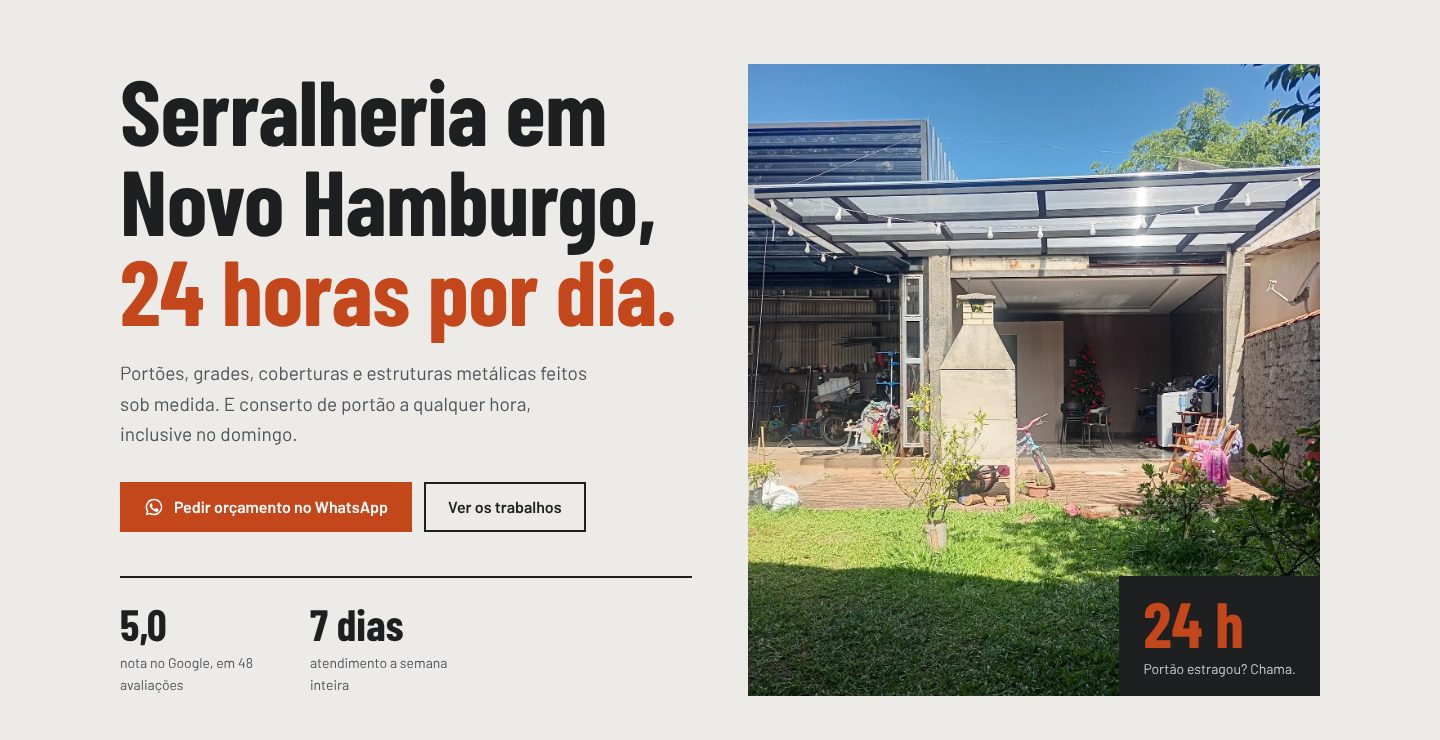 Serralheria em
Novo Hamburgo,
24 horas por dia.
Portões, grades, coberturas e estruturas metálicas feitos
sob medida. E conserto de portão a qualquer hora,
inclusive no domingo.
Pedir orçamento no WhatsApp
Ver os trabalhos
5,0
nota no Google, em 48
avaliações
7 dias
atendimento a semana
inteira
24 h
Portão estragou? Chama.